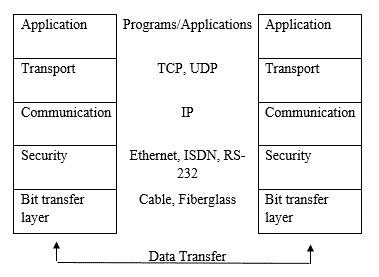 Application Programs/Applications Application
Transport TCP, UDP Transport
Communication IP Communication
Security Ethernet, ISDN, RS-232 Security
Bit transfer layer Cable, Fiberglass Bit transfer layer
Data Transfer